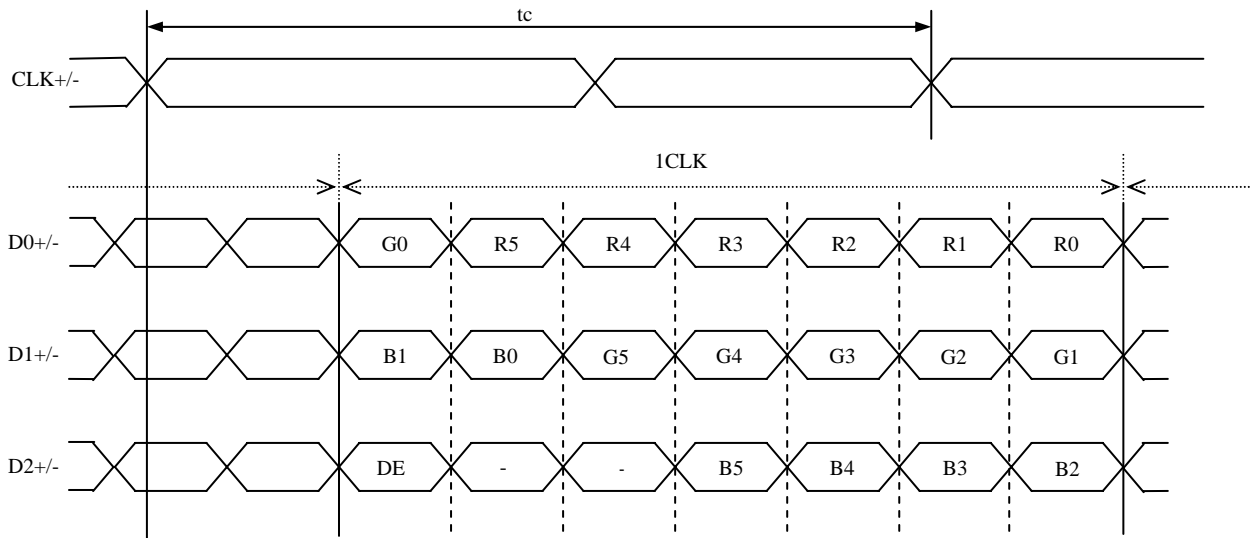 tc
CLK+/-
1CLK
D0+/- G0 R5 R4 R3 R2 R1 R0
D1+/- B1 B0 G5 G4 G3 G2 G1
D2+/- DE - - B5 B4 B3 B2